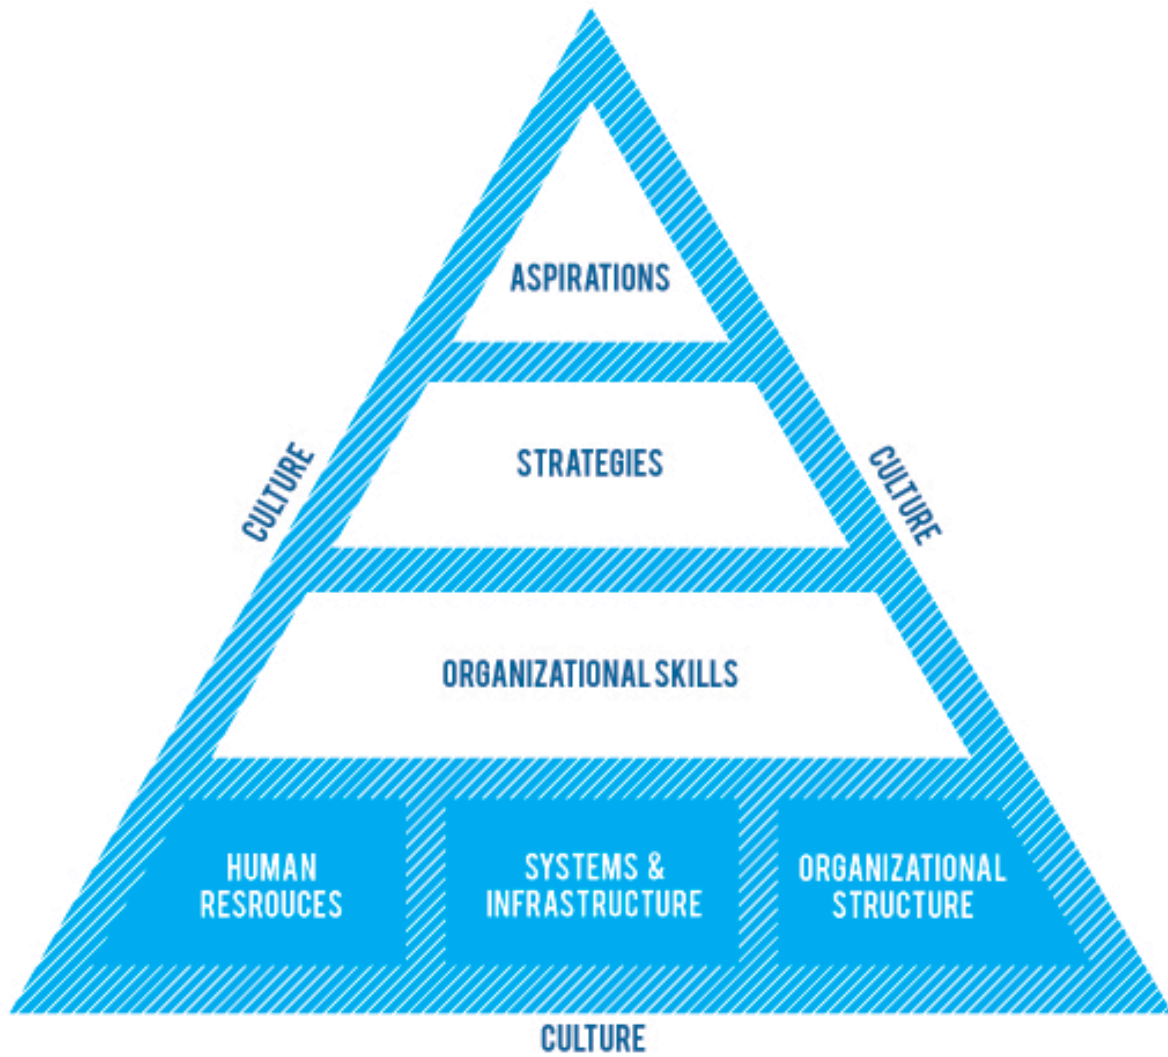 ASPIRATIONS
STRATEGIES
CULTURE
CULTURE
ORGANIZATIONAL SKILLS
HUMAN
RESROUCES
SYSTEMS &
INFRASTRUCTURE
ORGANIZATIONAL
STRUCTURE
CULTURE